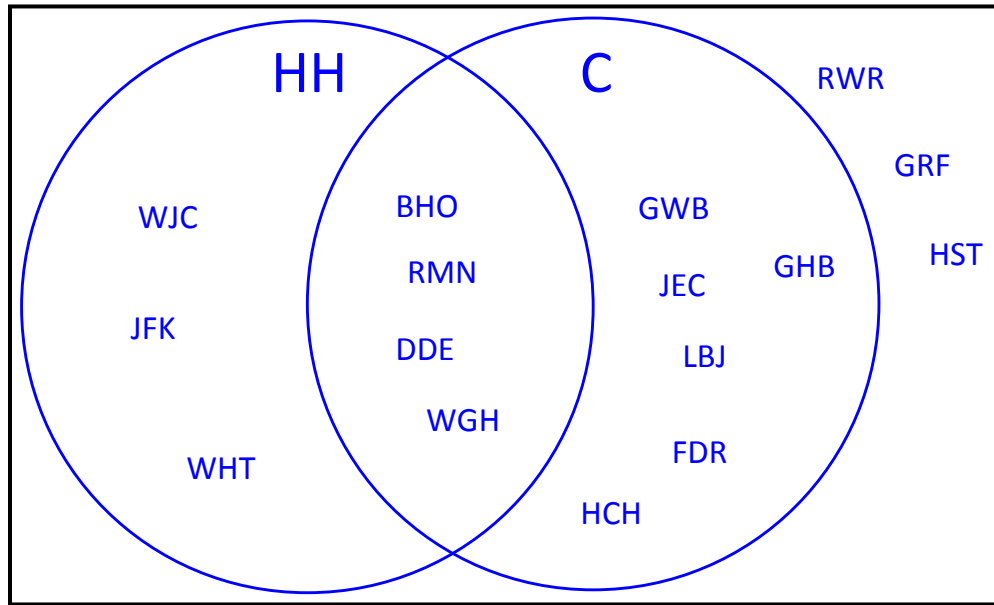 HH
C
RWR
GRF
HST
WJC
JFK
WHT
BHO
RMN
DDE
WGH
GWB
GHB
JEC
LBJ
FDR
HCH